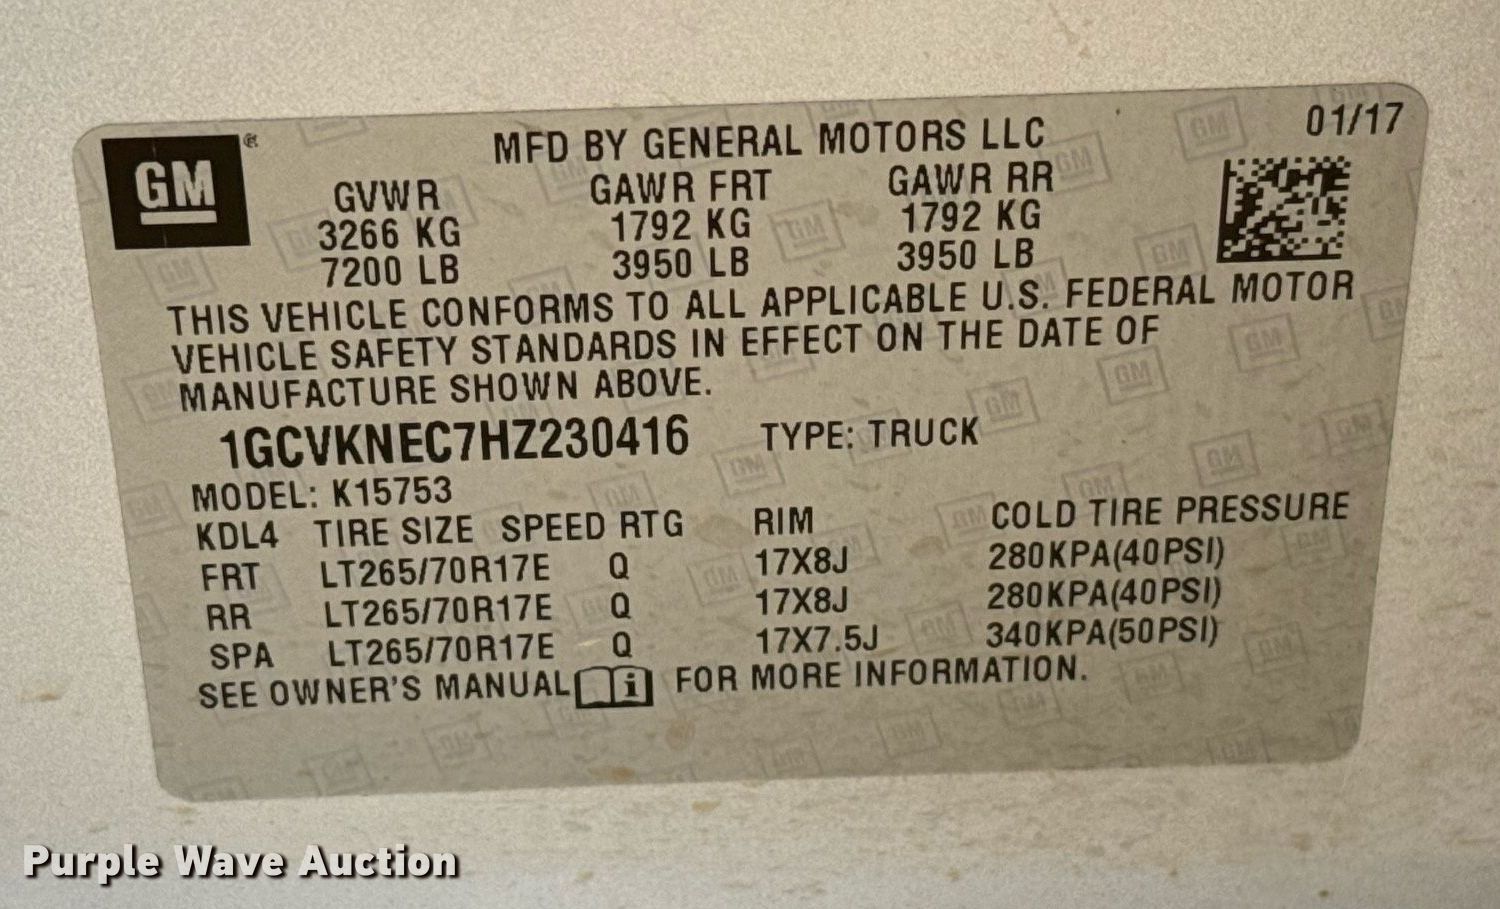 GM ®
MFD BY GENERAL MOTORS LLC 01/17
GVWR GAWR FRT GAWR RR
3266 KG 1792 KG 1792 KG
7200 LB 3950 LB 3950 LB
THIS VEHICLE CONFORMS TO ALL APPLICABLE U.S. FEDERAL MOTOR
VEHICLE SAFETY STANDARDS IN EFFECT ON THE DATE OF
MANUFACTURE SHOWN ABOVE.
1GCVKNEC7HZ230416 TYPE: TRUCK
MODEL: K15753
KDL4 TIRE SIZE SPEED RTG RIM COLD TIRE PRESSURE
FRT LT265/70R17E Q 17X8J 280KPA(40PSI)
RR LT265/70R17E Q 17X8J 280KPA(40PSI)
SPA LT265/70R17E Q 17X7.5J 340KPA(50PSI)
SEE OWNER'S MANUAL i FOR MORE INFORMATION.
Purple Wave Auction